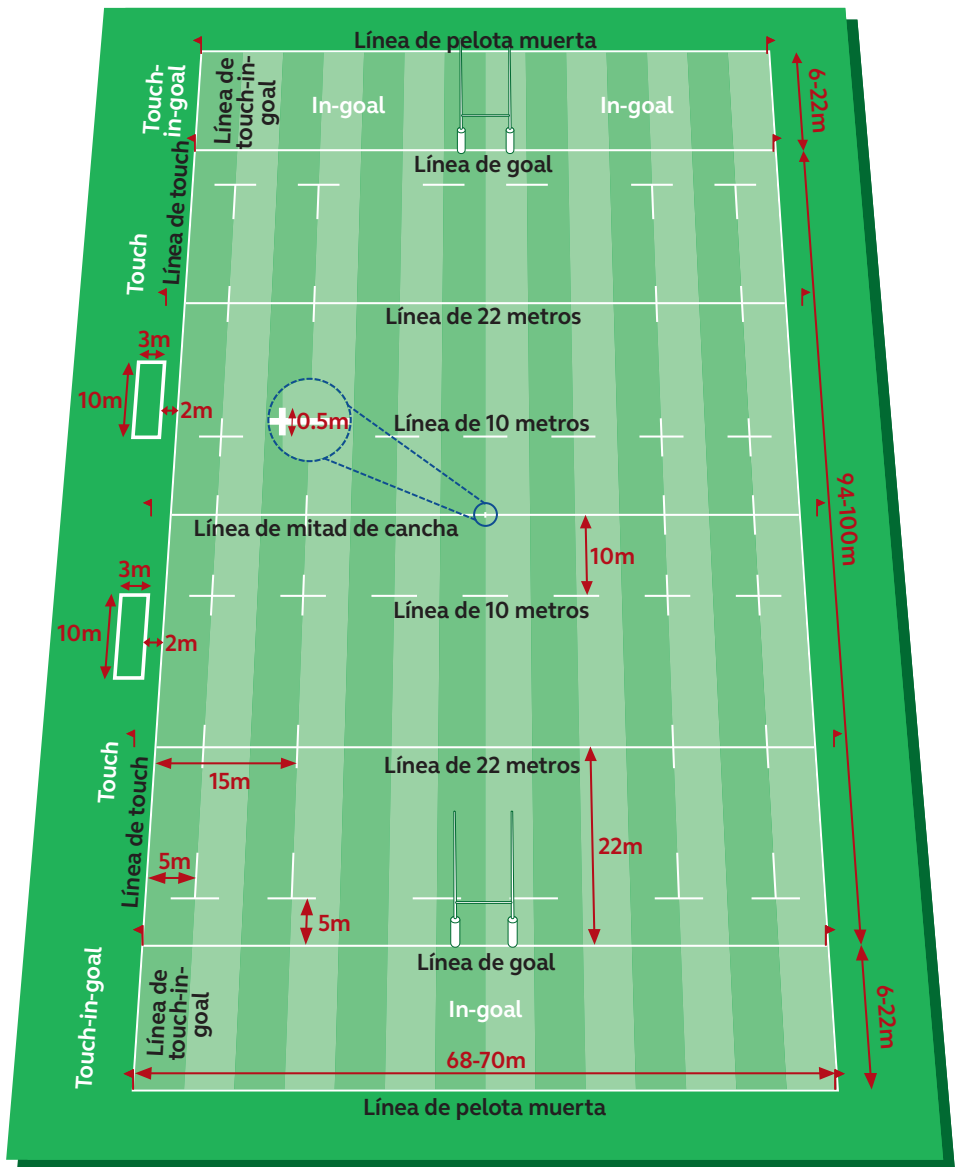 Línea de pelota muerta
Touch-
in-goal
Línea de
touch-in-
goal
In-goal
In-goal
6-22m
Línea de goal
Línea de touch
Touch
Línea de 22 metros
3m
10m
2m
0.5m
Línea de 10 metros
94-100m
Línea de mitad de cancha
10m
3m
10m
2m
Línea de 10 metros
Touch
Línea de touch
15m
Línea de 22 metros
22m
5m
5m
Línea de goal
Touch-in-goal
Línea de
touch-in-
goal
In-goal
6-22m
68-70m
Línea de pelota muerta